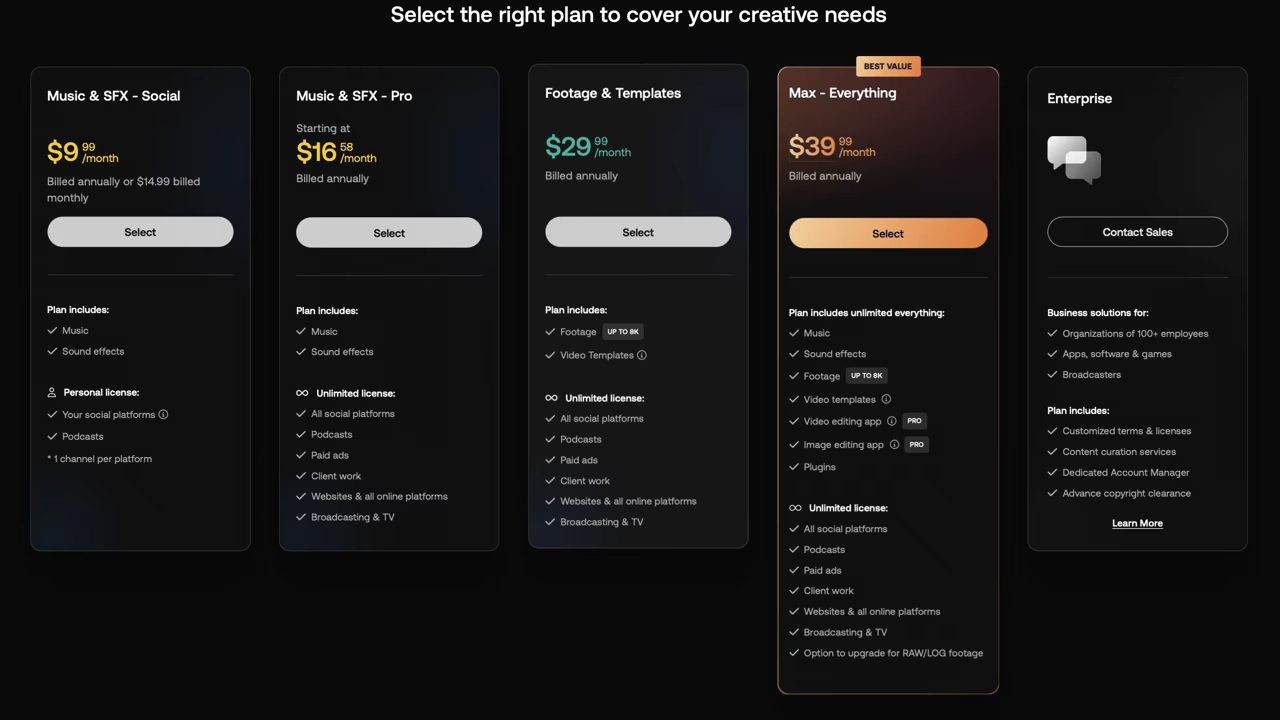 Select the right plan to cover your creative needs
Music & SFX - Social
$9 99 /month
Billed annually or $14.99 billed
monthly
Select
Plan includes:
Music
Sound effects
Personal license:
Your social platforms
Podcasts
* 1 channel per platform
Music & SFX - Pro
Starting at
$16 58 /month
Billed annually
Select
Plan includes:
Music
Sound effects
Unlimited license:
All social platforms
Podcasts
Paid ads
Client work
Websites & all online platforms
Broadcasting & TV
Footage & Templates
$29 99 /month
Billed annually
Select
Plan includes:
Footage UP TO 8K
Video Templates
Unlimited license:
All social platforms
Podcasts
Paid ads
Client work
Websites & all online platforms
Broadcasting & TV
BEST VALUE
Max - Everything
$39 99 /month
Billed annually
Select
Plan includes unlimited everything:
Music
Sound effects
Footage UP TO 8K
Video templates
Video editing app PRO
Image editing app PRO
Plugins
Unlimited license:
All social platforms
Podcasts
Paid ads
Client work
Websites & all online platforms
Broadcasting & TV
Option to upgrade for RAW/LOG footage
Enterprise
Contact Sales
Business solutions for:
Organizations of 100+ employees
Apps, software & games
Broadcasters
Plan includes:
Customized terms & licenses
Content curation services
Dedicated Account Manager
Advance copyright clearance
Learn More